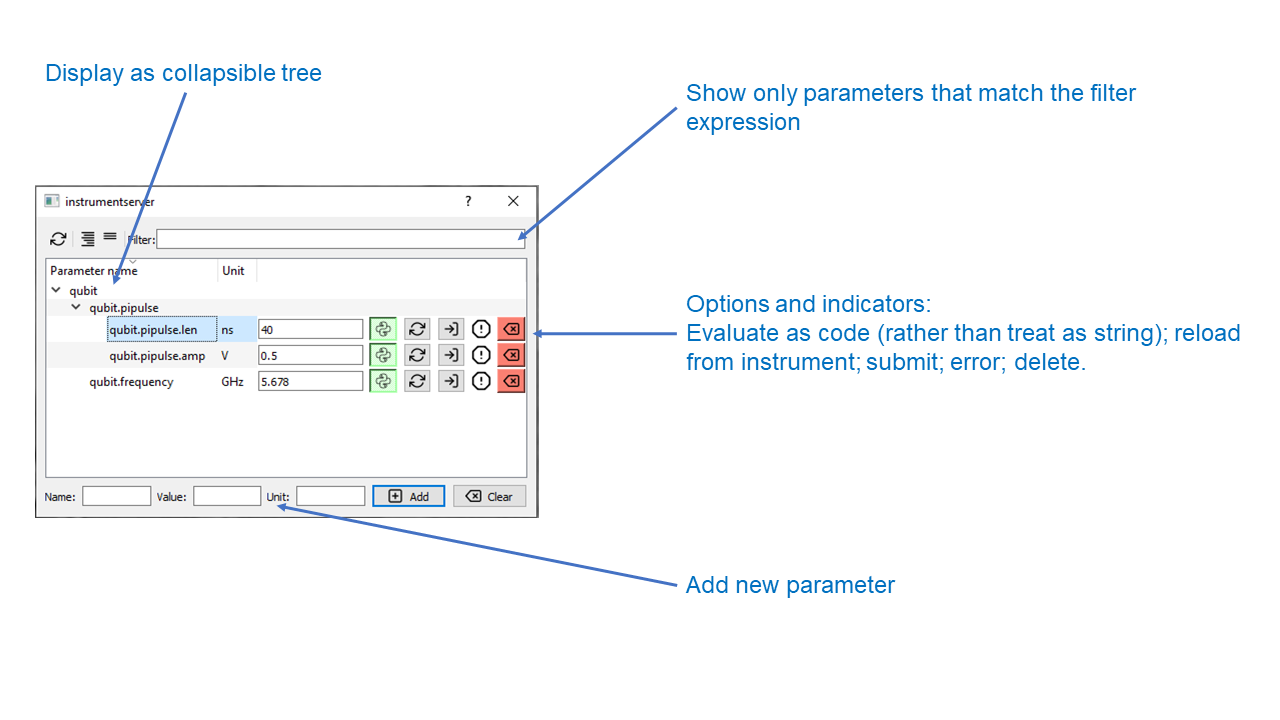 Display as collapsible tree
Show only parameters that match the filter
expression
instrumentserver
?
Filter:
Parameter name Unit
qubit
qubit.pipulse
qubit.pipulse.len ns 40
qubit.pipulse.amp V 0.5
qubit.frequency GHz 5.678
Options and indicators:
Evaluate as code (rather than treat as string); reload
from instrument; submit; error; delete.
Name: Value: Unit: Add Clear
Add new parameter